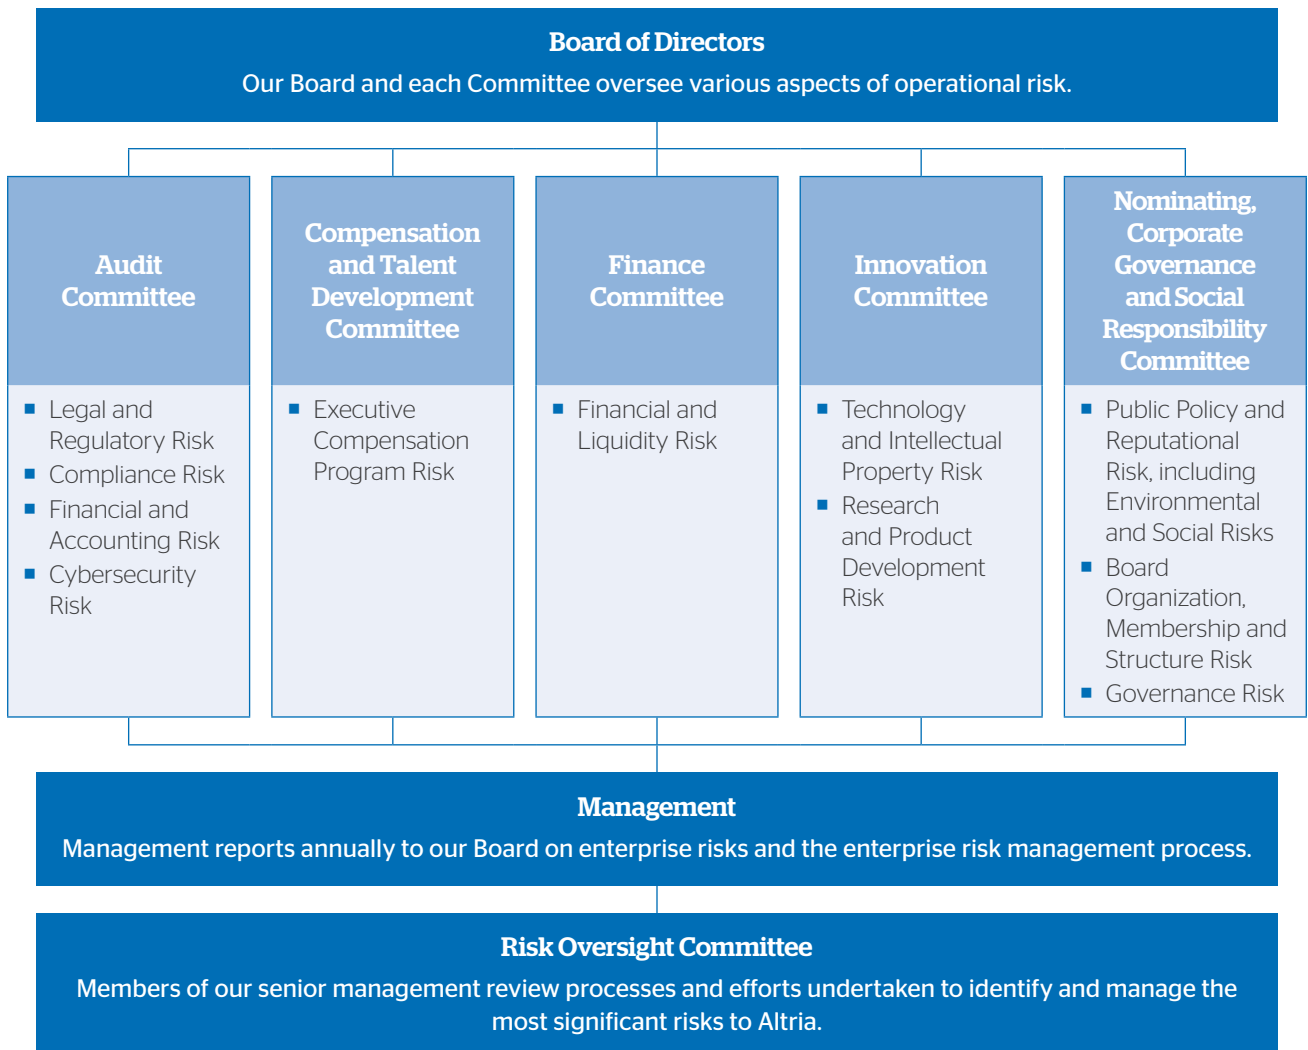 Board of Directors
Our Board and each Committee oversee various aspects of operational risk.
Audit
Committee
Legal and
Regulatory Risk
Compliance Risk
Financial and
Accounting Risk
Cybersecurity
Risk
Compensation
and Talent
Development
Committee
Executive
Compensation
Program Risk
Finance
Committee
Financial and
Liquidity Risk
Innovation
Committee
Technology
and Intellectual
Property Risk
Research
and Product
Development
Risk
Nominating,
Corporate
Governance
and Social
Responsibility
Committee
Public Policy and
Reputational
Risk, including
Environmental
and Social Risks
Board
Organization,
Membership and
Structure Risk
Governance Risk
Management
Management reports annually to our Board on enterprise risks and the enterprise risk management process.
Risk Oversight Committee
Members of our senior management review processes and efforts undertaken to identify and manage the
most significant risks to Altria.